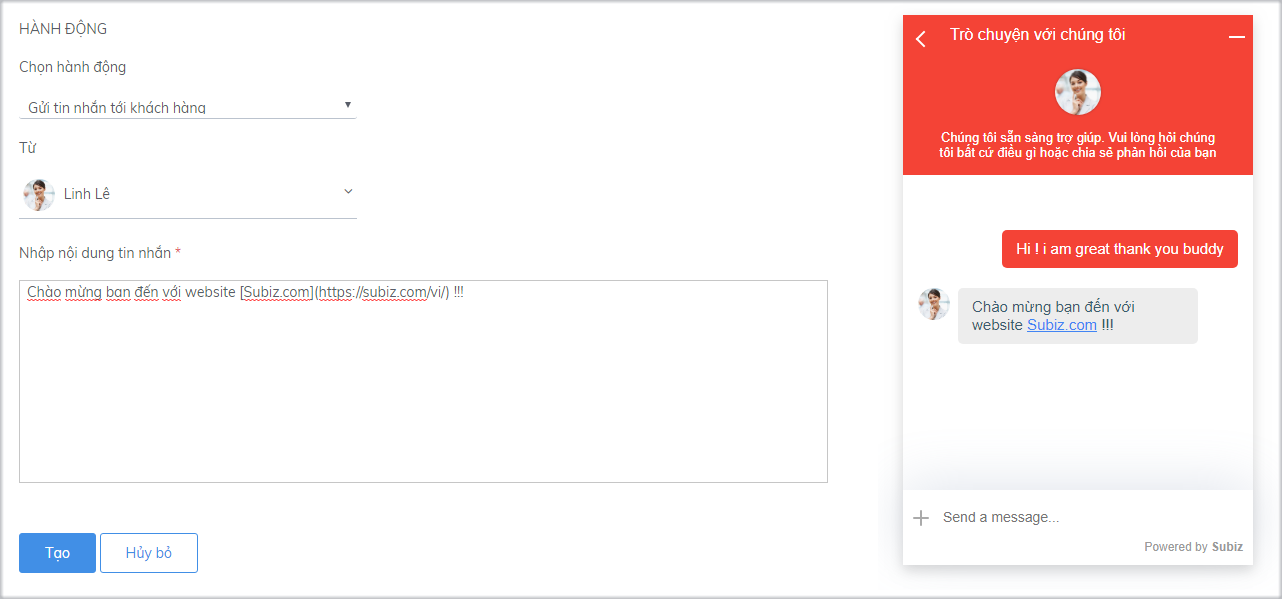 HÀNH ĐỘNG
Chọn hành động
Gửi tin nhắn tới khách hàng
Từ
Linh Lê
Nhập nội dung tin nhắn *
Chào mừng bạn đến với website [Subiz.com](https://subiz.com/vi/) !!!
Tạo
Hủy bỏ
Trò chuyện với chúng tôi
Chúng tôi sẵn sàng trợ giúp. Vui lòng hỏi chúng
tôi bất cứ điều gì hoặc chia sẻ phản hồi của bạn
Hi ! i am great thank you buddy
Chào mừng bạn đến với
website Subiz.com !!!
Send a message...
Powered by Subiz